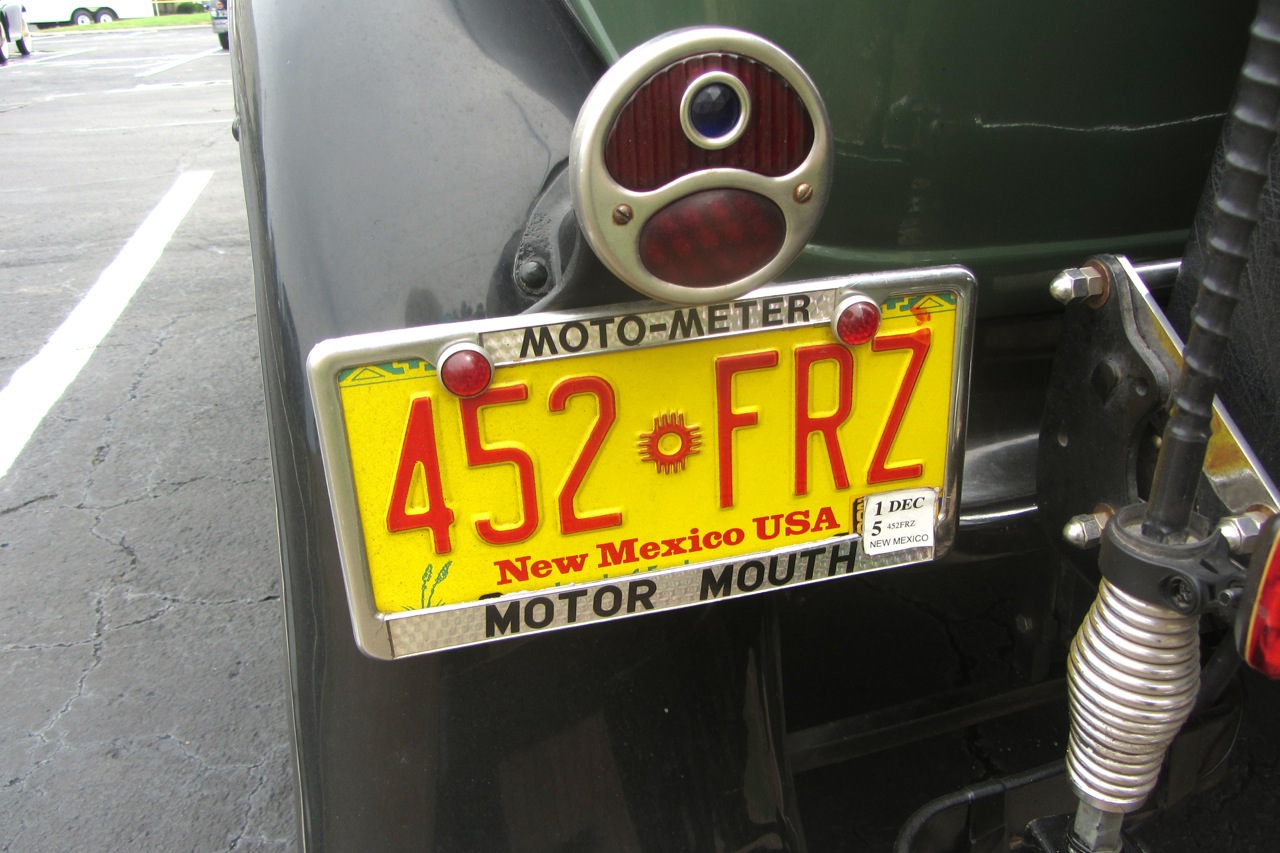 MOTO-METER
452 FRZ
New Mexico USA
1 DEC
5 452FRZ
NEW MEXICO
MOTOR MOUTH